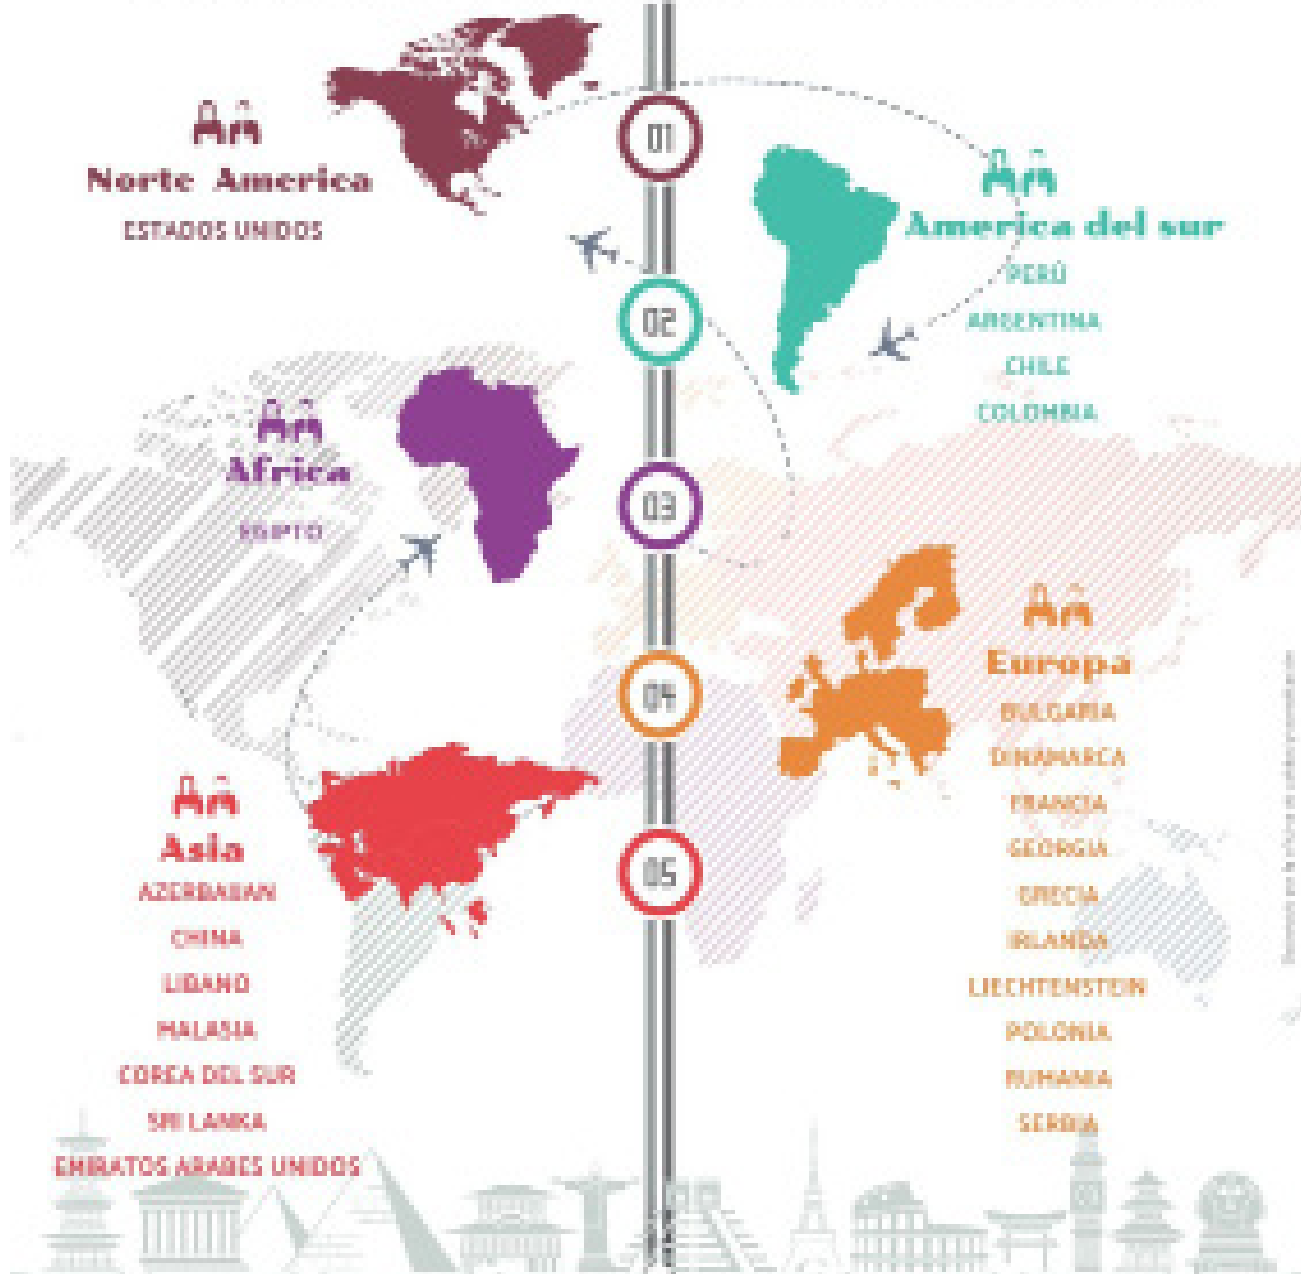 01
Norte America
ESTADOS UNIDOS
America del sur
PERÚ
ARGENTINA
CHILE
COLOMBIA
02
Africa
EGIPTO
03
04
Europa
BULGARIA
DINAMARCA
FRANCIA
GEORGIA
GRECIA
IRLANDA
LIECHTENSTEIN
POLONIA
RUMANIA
SERBIA
05
Asia
AZERBAIJAN
CHINA
LIBANO
MALASIA
COREA DEL SUR
SRI LANKA
EMIRATOS ARABES UNIDOS